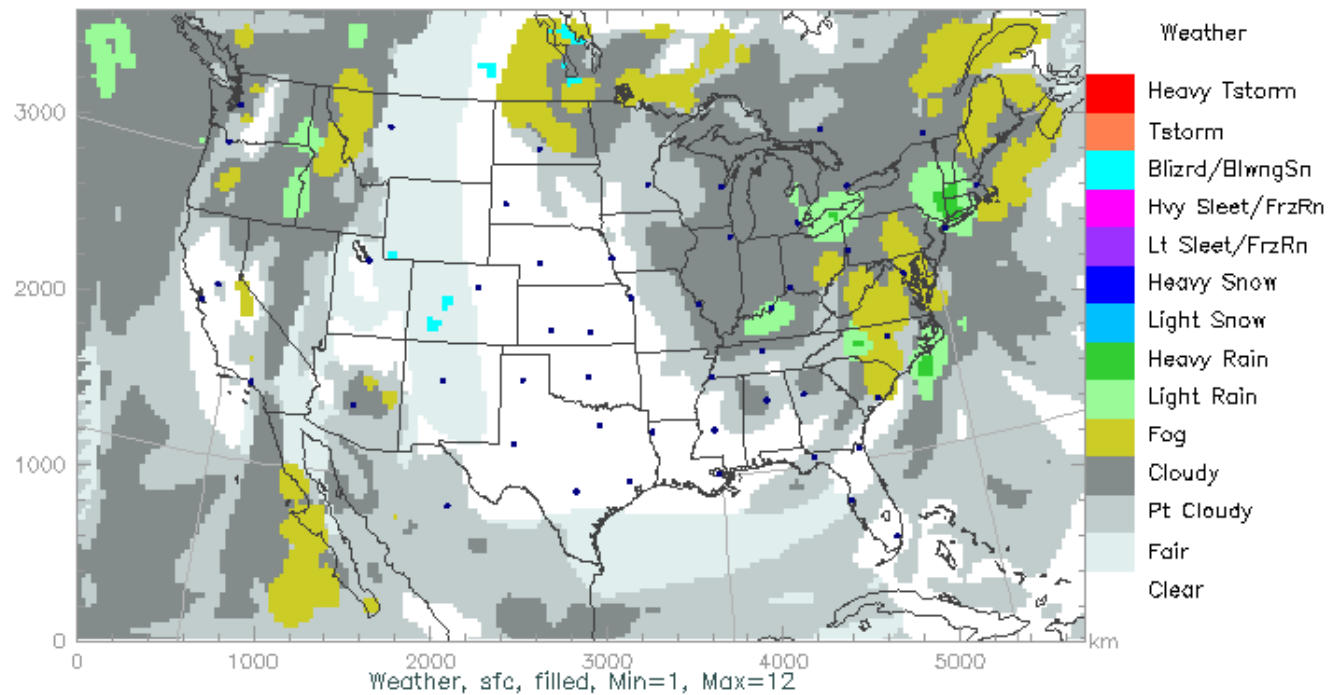 Weather
Heavy Tstorm
Tstorm
Blizrd/BlwngSn
Hvy Sleet/FrzRn
Lt Sleet/FrzRn
Heavy Snow
Light Snow
Heavy Rain
Light Rain
Fog
Cloudy
Pt Cloudy
Fair
Clear
3000
2000
1000
0
km
0 1000 2000 3000 4000 5000
Weather, sfc, filled, Min=1, Max=12